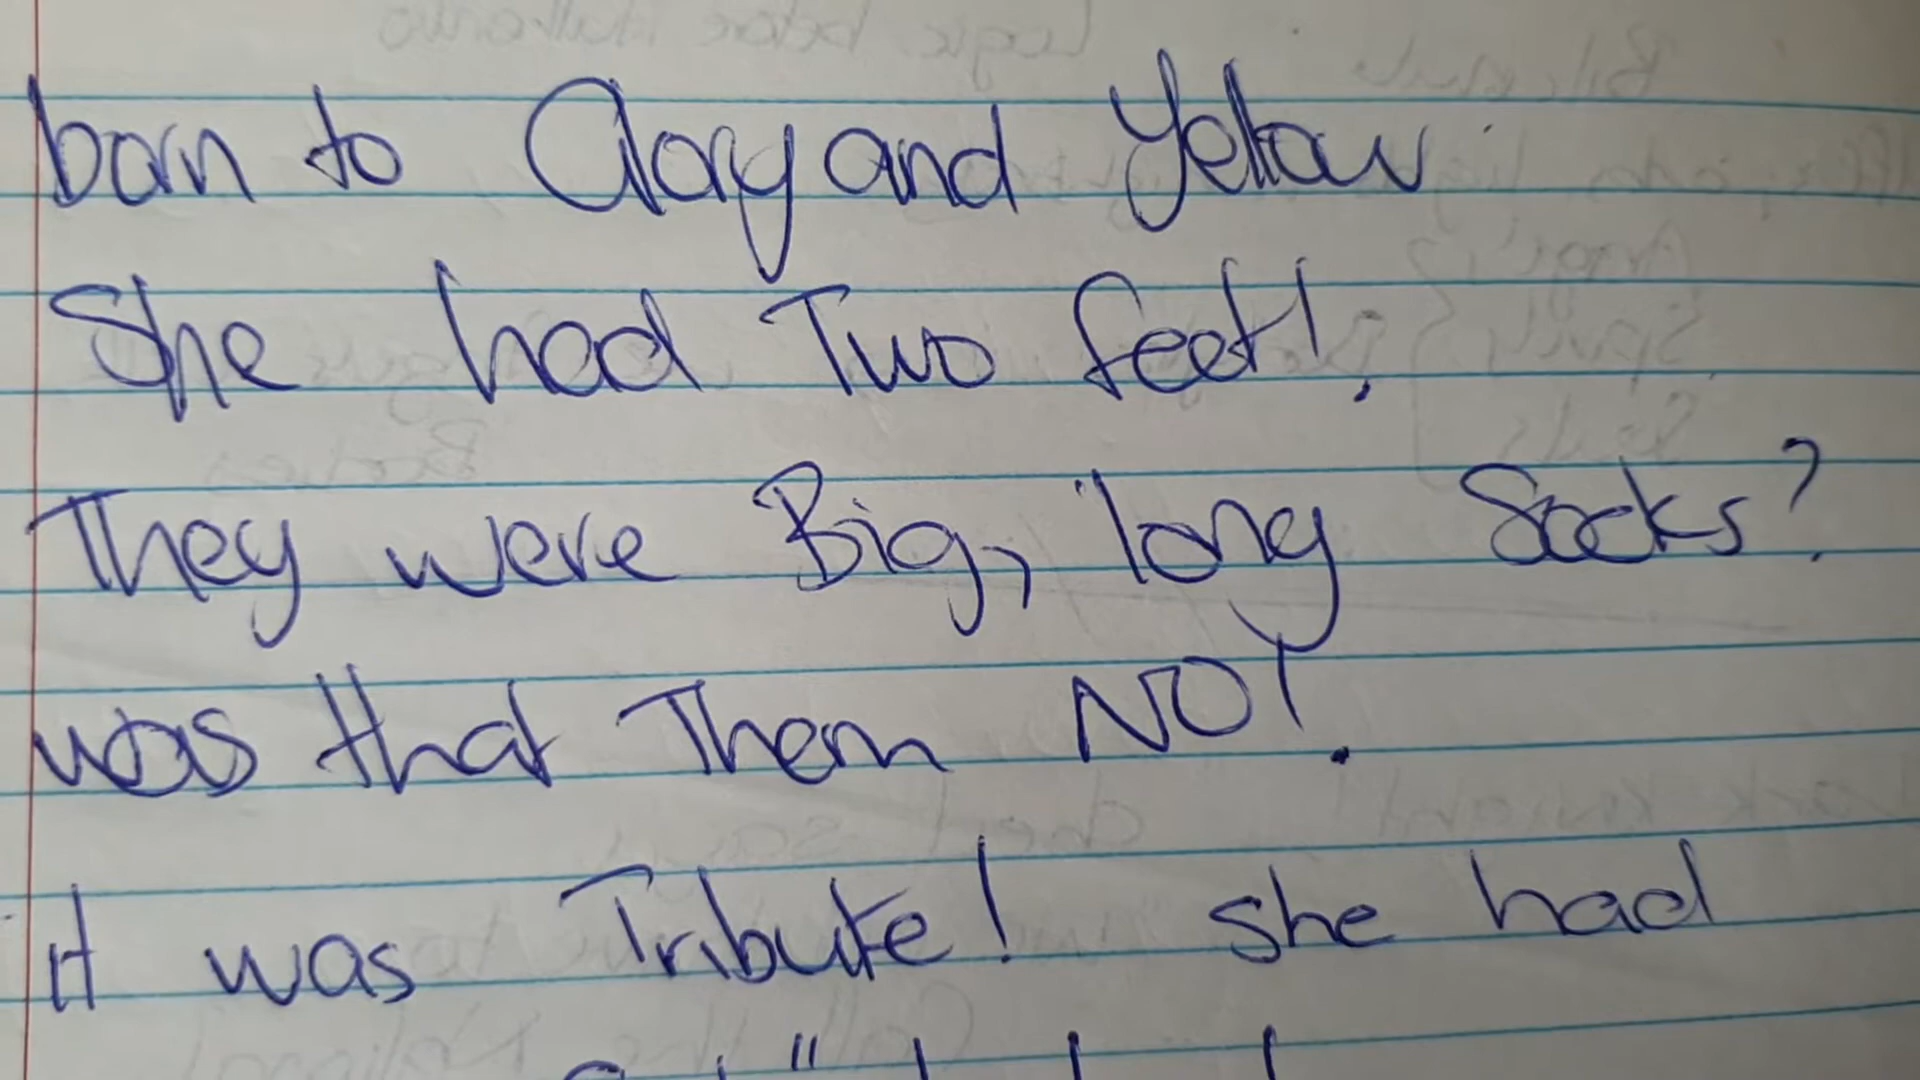 born to Glory and Yellow
She had Two feet!
They were Big, long Socks?
was that Them NO!
it was Tribute! she had